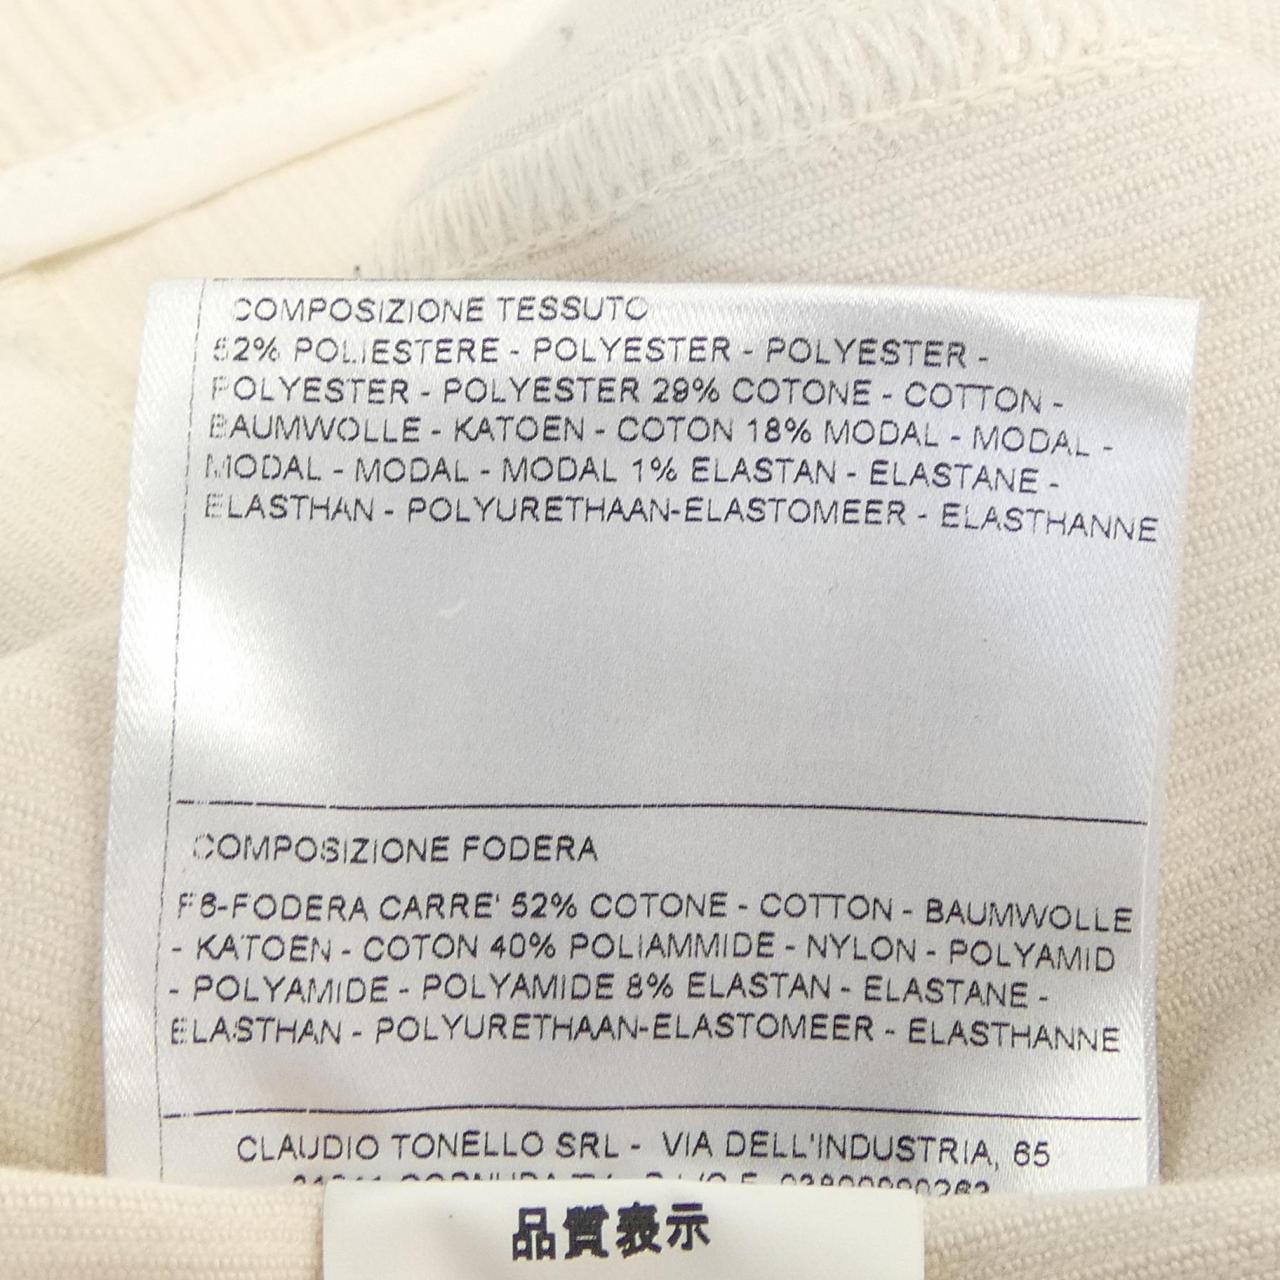 COMPOSIZIONE TESSUTO
52% POLIESTERE - POLYESTER - POLYESTER -
POLYESTER - POLYESTER 29% COTONE - COTTON -
BAUMWOLLE - KATOEN - COTON 18% MODAL - MODAL -
MODAL - MODAL - MODAL 1% ELASTAN - ELASTANE -
ELASTHAN - POLYURETHAAN-ELASTOMEER - ELASTHANNE
COMPOSIZIONE FODERA
F6-FODERA CARRE' 52% COTONE - COTTON - BAUMWOLLE
- KATOEN - COTON 40% POLIAMMIDE - NYLON - POLYAMID
- POLYAMIDE - POLYAMIDE 8% ELASTAN - ELASTANE -
ELASTHAN - POLYURETHAAN-ELASTOMEER - ELASTHANNE
CLAUDIO TONELLO SRL - VIA DELL'INDUSTRIA, 65
品質表示